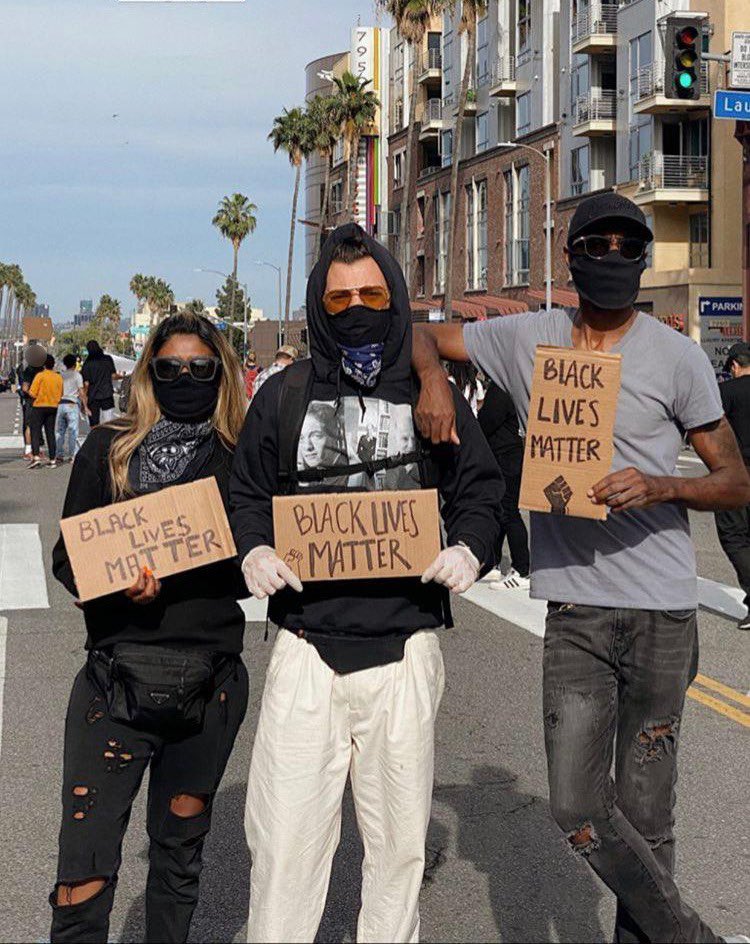 795
Lau
PARKIN
BLACK
LIVES
MATTER
BLACK
LIVES
MATTER
BLACK LIVES
MATTER